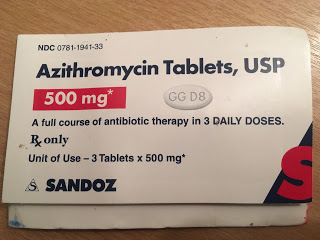 NDC 0781-1941-33
Azithromycin Tablets, USP
500 mg*
GG D8
A full course of antibiotic therapy in 3 DAILY DOSES.
Rx only
Unit of Use – 3 Tablets x 500 mg*
S SANDOZ
S